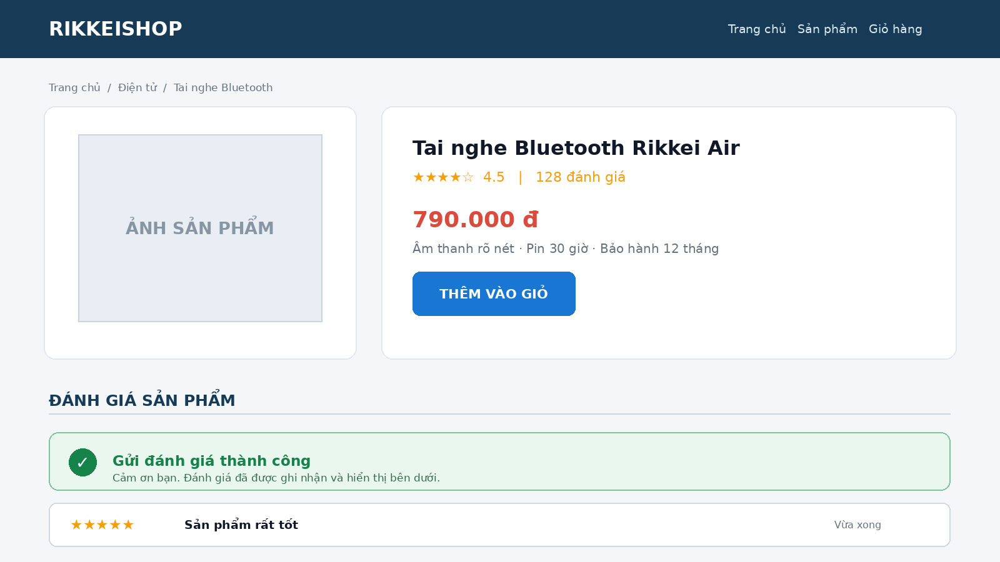 RIKKEISHOP
Trang chủ Sản phẩm Giỏ hàng
Trang chủ / Điện tử / Tai nghe Bluetooth
ẢNH SẢN PHẨM
Tai nghe Bluetooth Rikkei Air
★★★★☆ 4.5 | 128 đánh giá
790.000 đ
Âm thanh rõ nét · Pin 30 giờ · Bảo hành 12 tháng
THÊM VÀO GIỎ
ĐÁNH GIÁ SẢN PHẨM
✓ Gửi đánh giá thành công
Cảm ơn bạn. Đánh giá đã được ghi nhận và hiển thị bên dưới.
★★★★★ Sản phẩm rất tốt Vừa xong